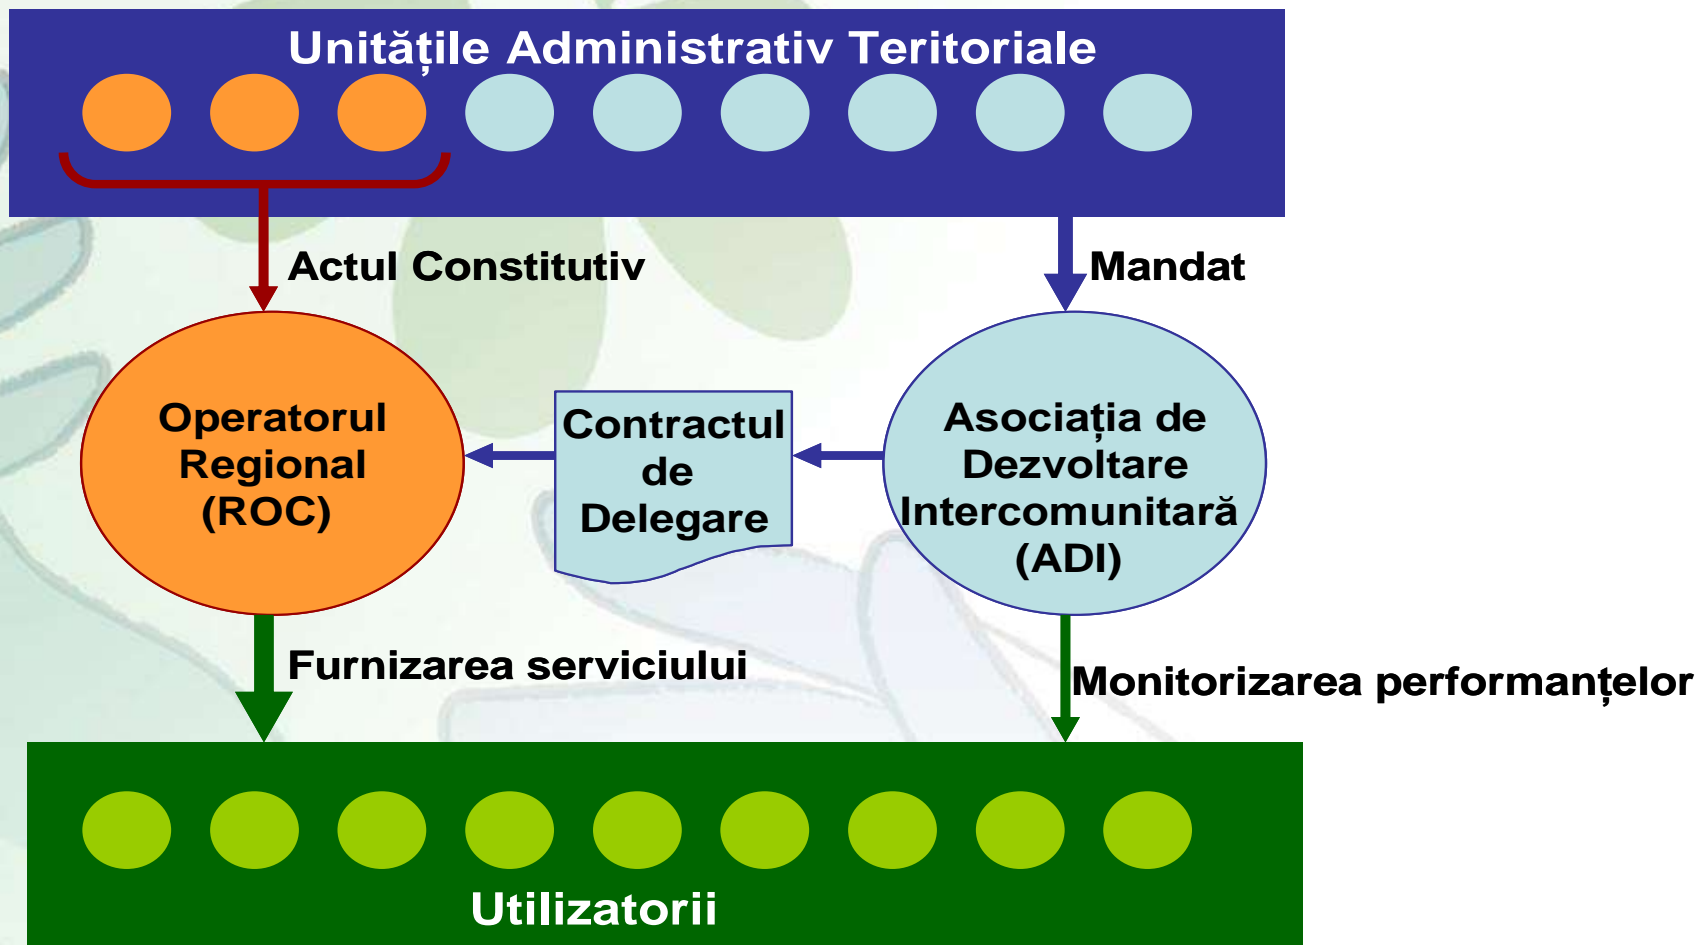 Unitățile Administrativ Teritoriale
Actul Constitutiv
Mandat
Operatorul
Regional
(ROC)
Contractul
de
Delegare
Asociația de
Dezvoltare
Intercomunitară
(ADI)
Furnizarea serviciului
Monitorizarea performanțelor
Utilizatorii